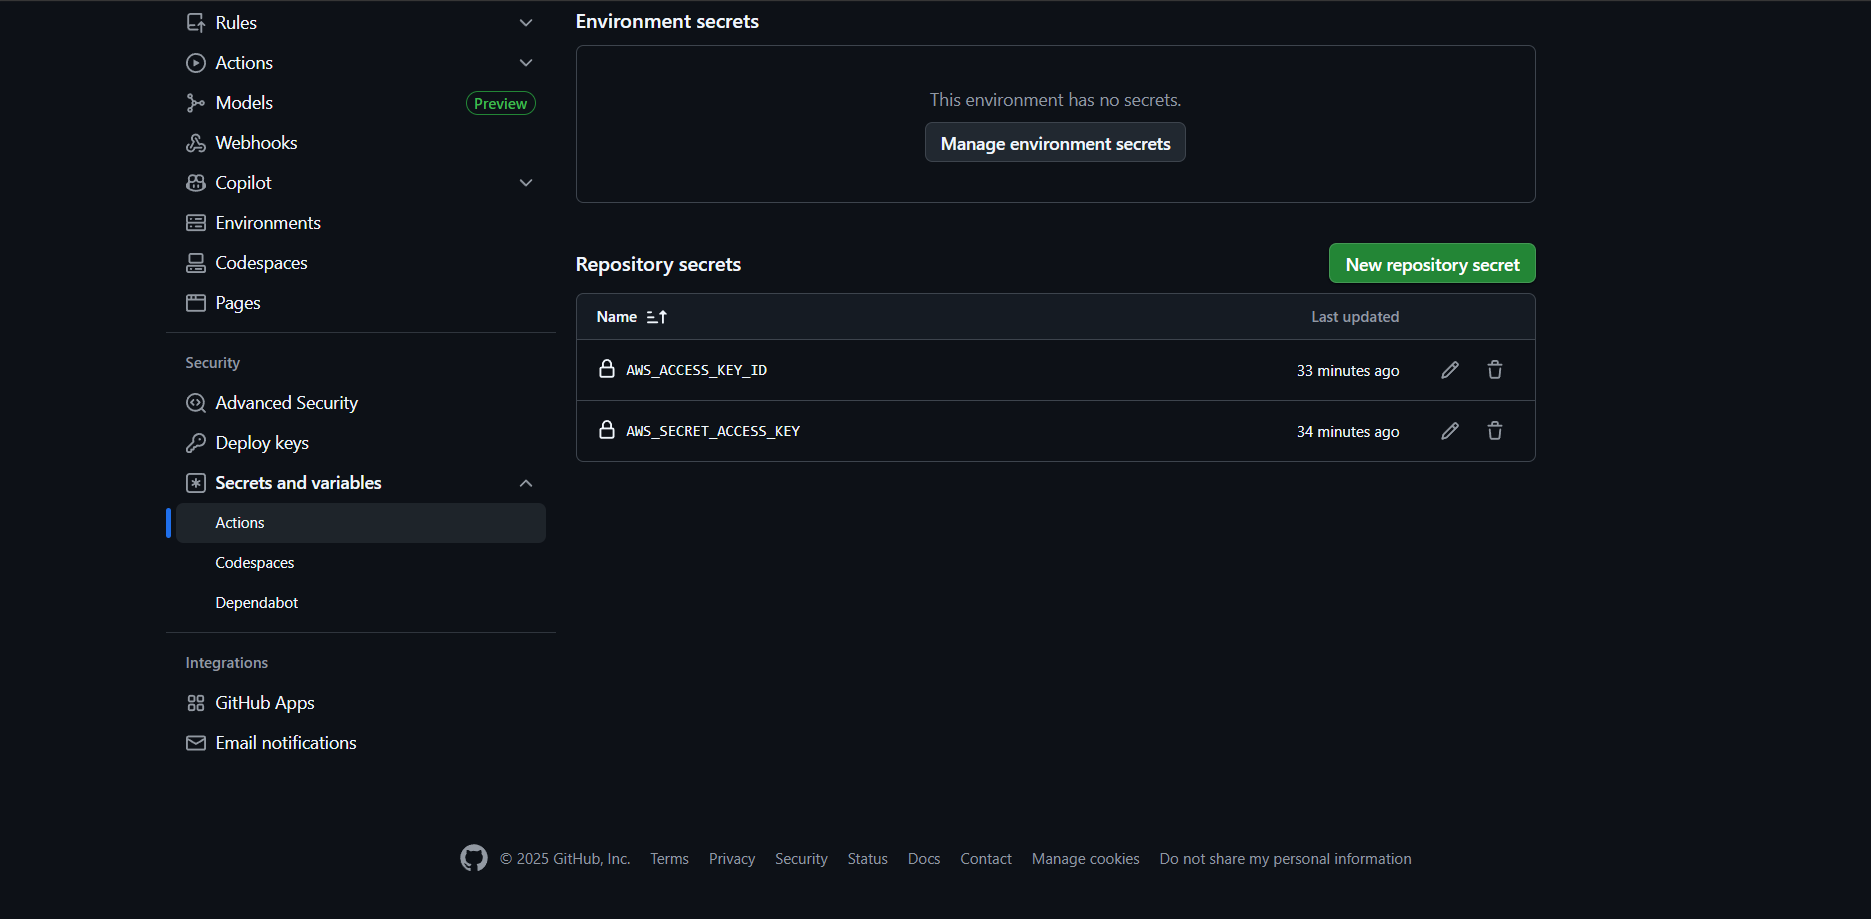 Rules
Actions
Models Preview
Webhooks
Copilot
Environments
Codespaces
Pages
Security
Advanced Security
Deploy keys
Secrets and variables
Actions
Codespaces
Dependabot
Integrations
GitHub Apps
Email notifications
Environment secrets
This environment has no secrets.
Manage environment secrets
Repository secrets New repository secret
Name Last updated
AWS_ACCESS_KEY_ID 33 minutes ago
AWS_SECRET_ACCESS_KEY 34 minutes ago
© 2025 GitHub, Inc. Terms Privacy Security Status Docs Contact Manage cookies Do not share my personal information